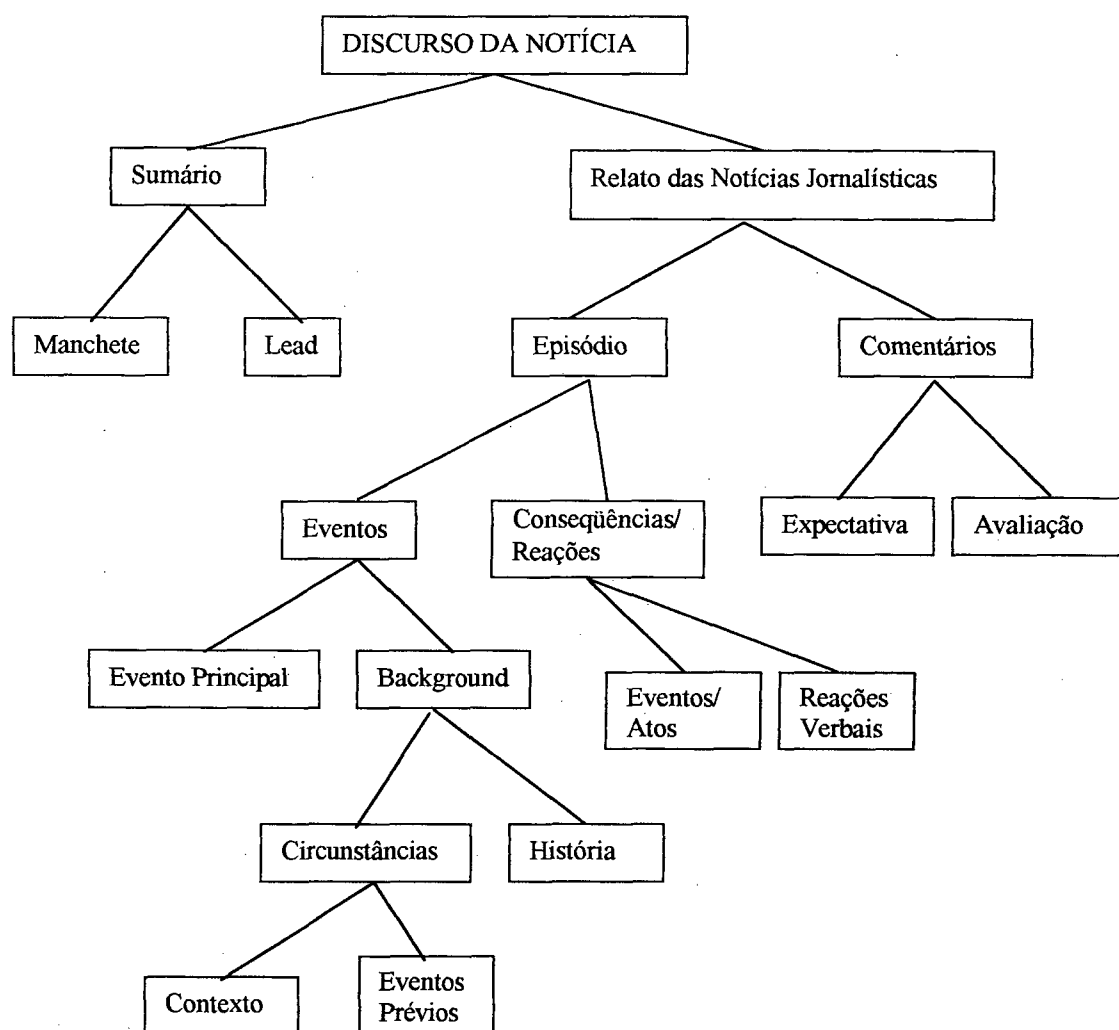 DISCURSO DA NOTÍCIA
Sumário
Relato das Notícias Jornalísticas
Manchete
Lead
Episódio
Comentários
Eventos
Conseqüências/
Reações
Expectativa
Avaliação
Evento Principal
Background
Eventos/
Atos
Reações
Verbais
Circunstâncias
História
Contexto
Eventos
Prévios